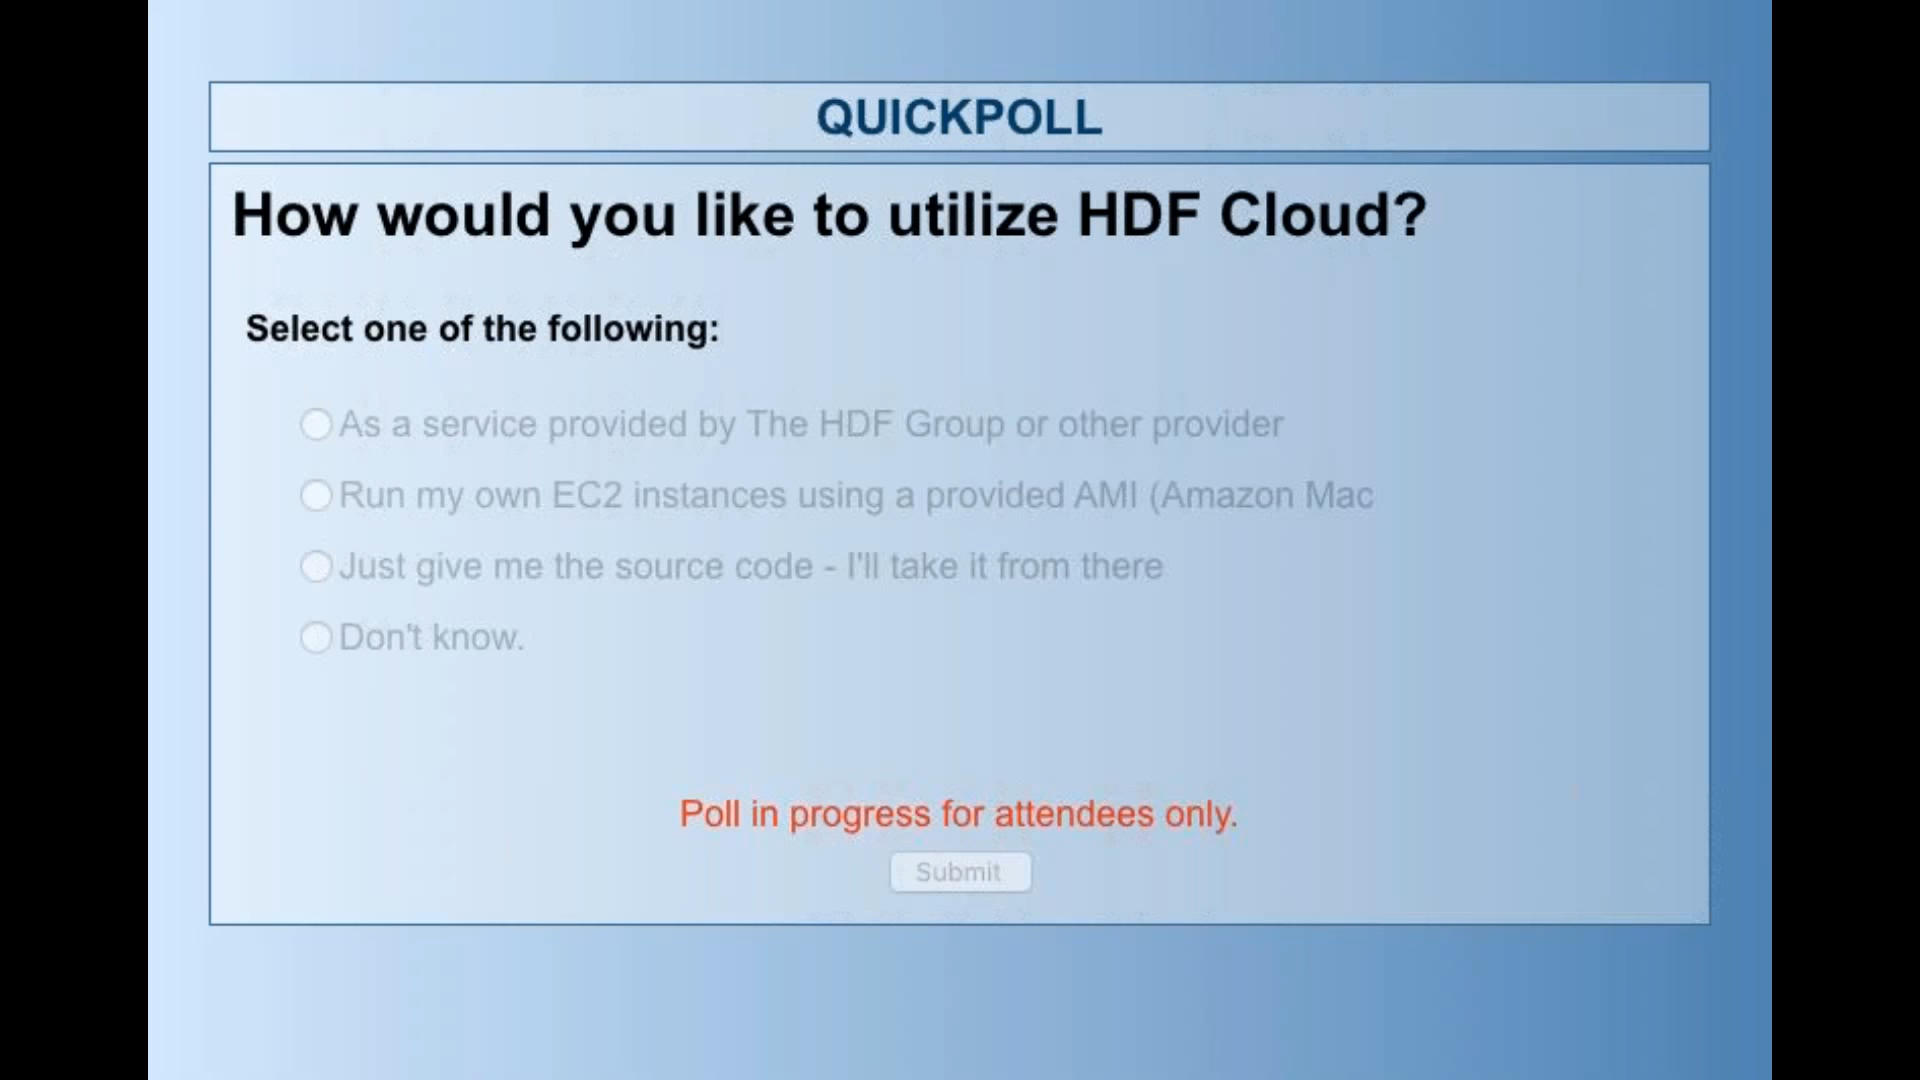 QUICKPOLL
How would you like to utilize HDF Cloud?
Select one of the following:
As a service provided by The HDF Group or other provider
Run my own EC2 instances using a provided AMI (Amazon Mac
Just give me the source code - I'll take it from there
Don't know.
Poll in progress for attendees only.
Submit